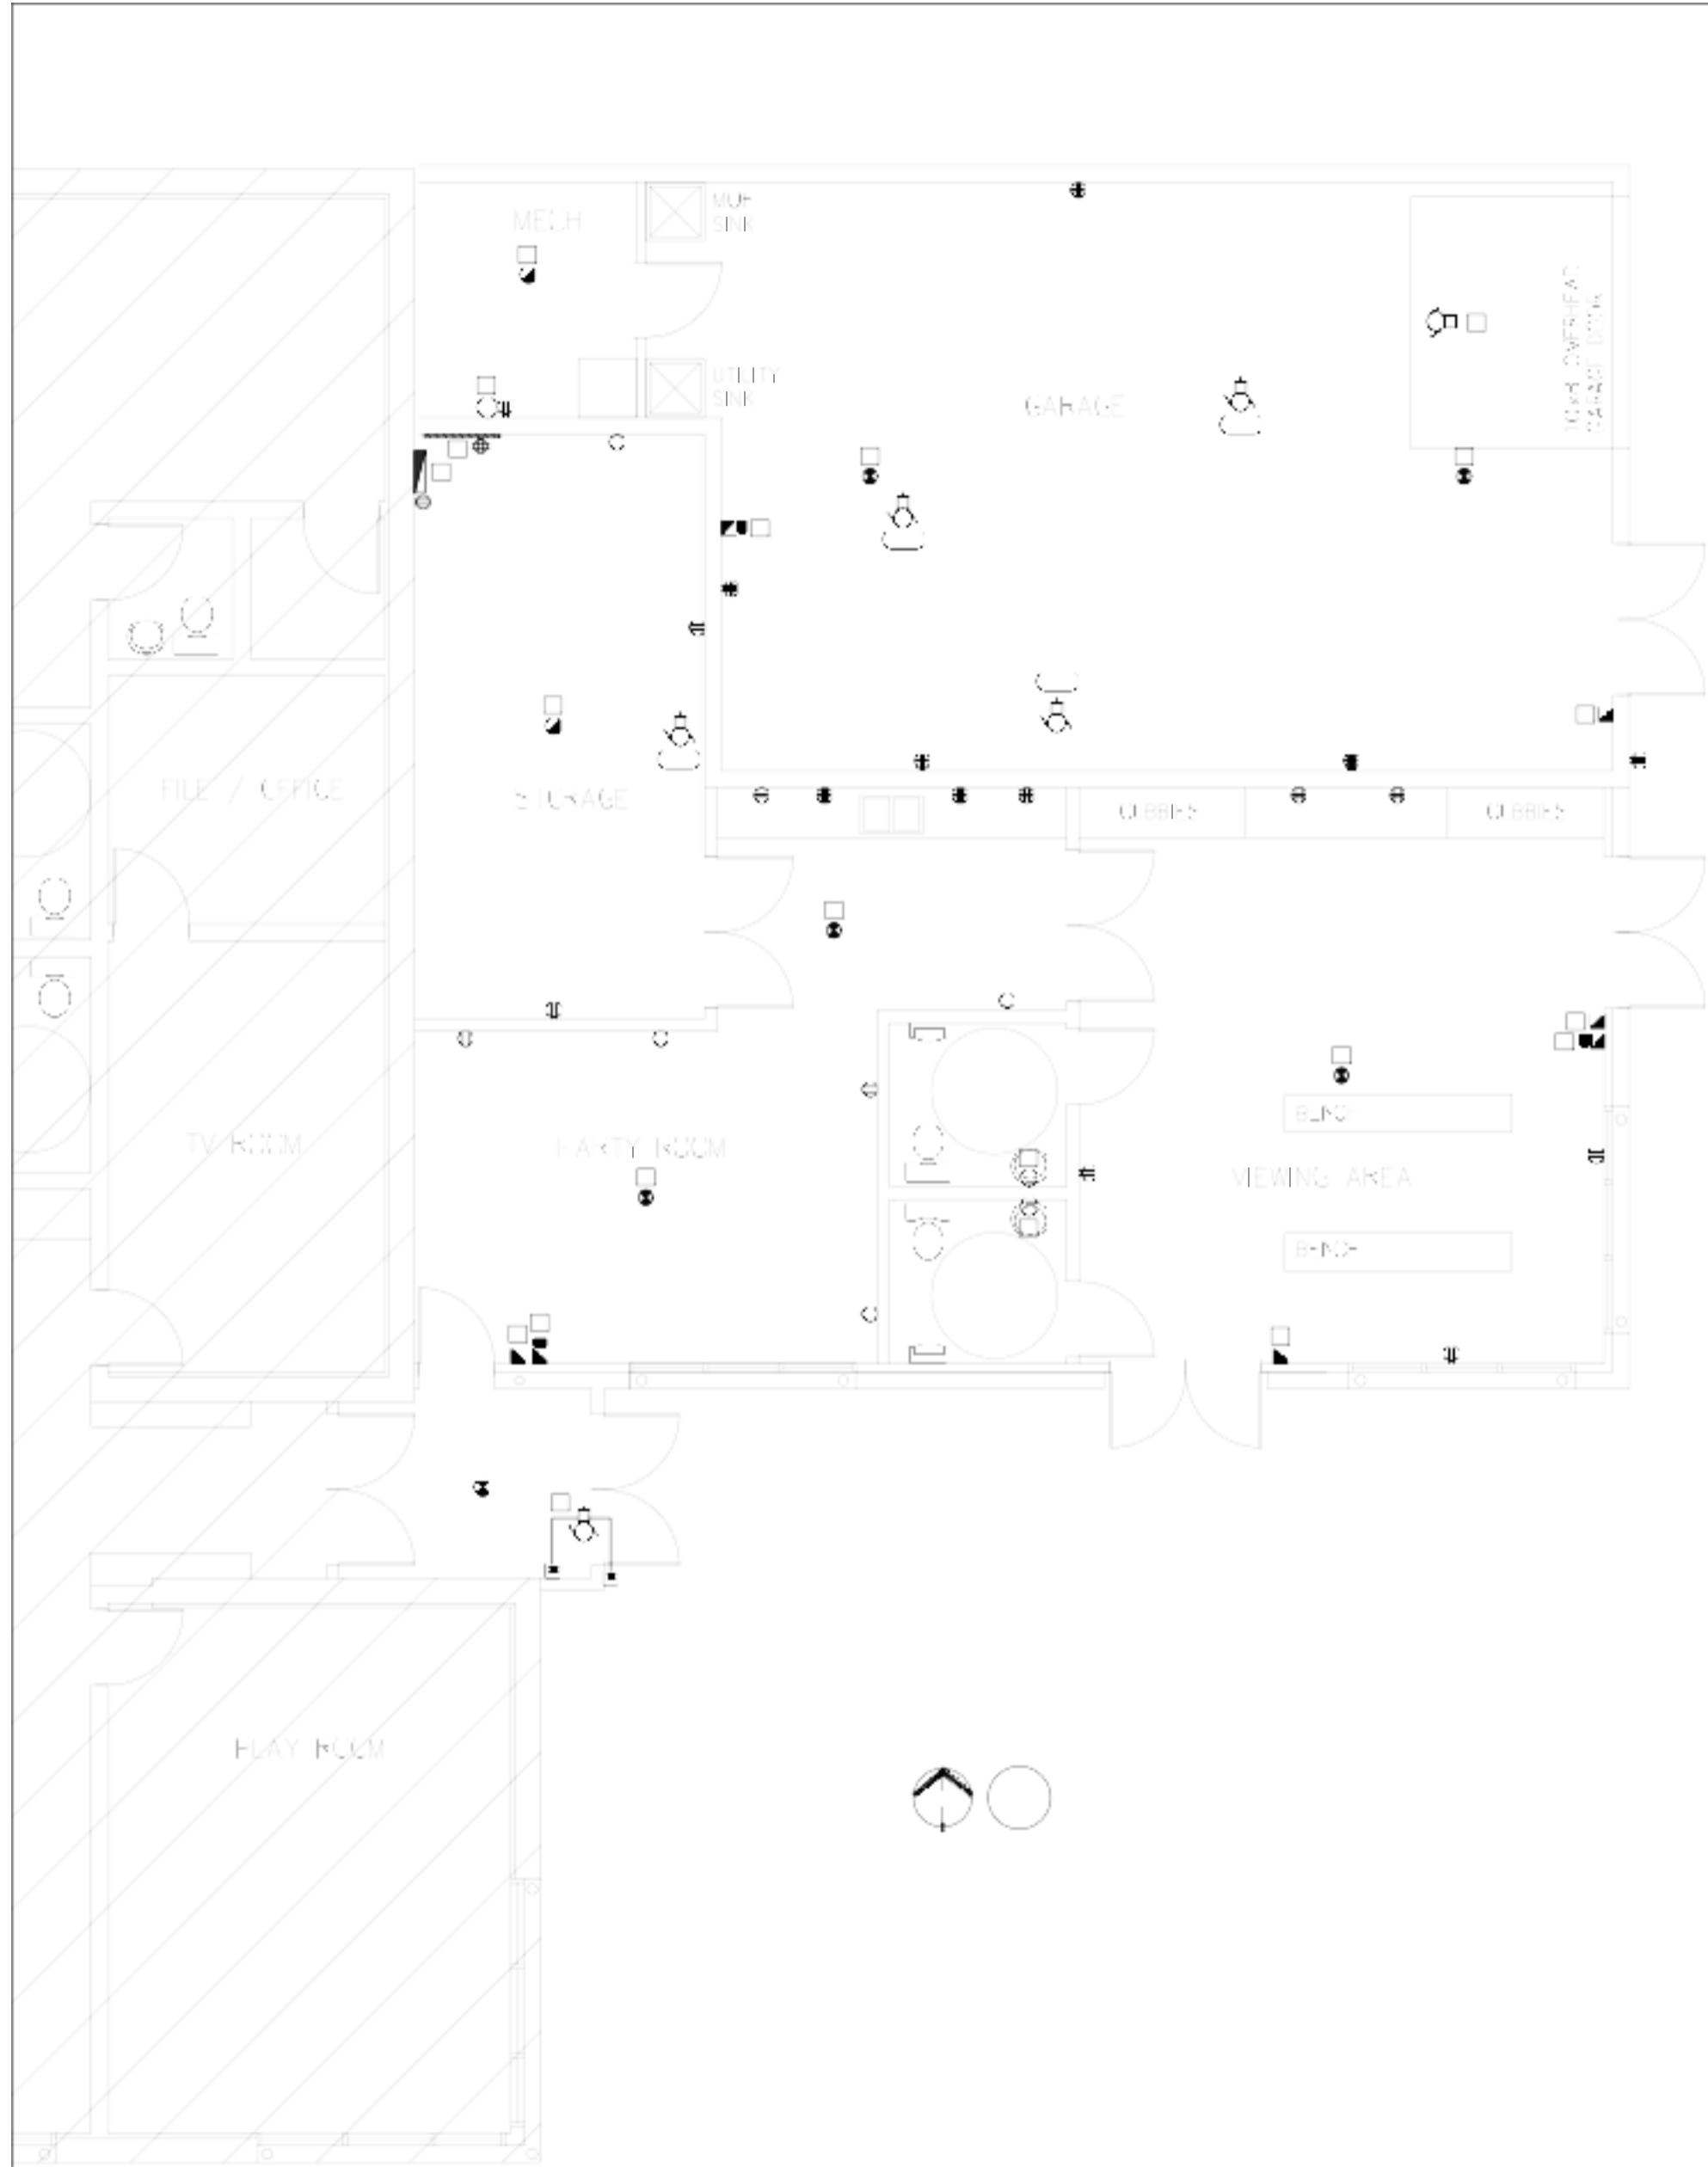 MECH
SINK
UTILITY
SINK
GARAGE
FILE / OFFICE
STORAGE
CUBBIES
CUBBIES
TV ROOM
PARTY ROOM
VIEWING AREA
BENCH
BENCH
PLAY ROOM